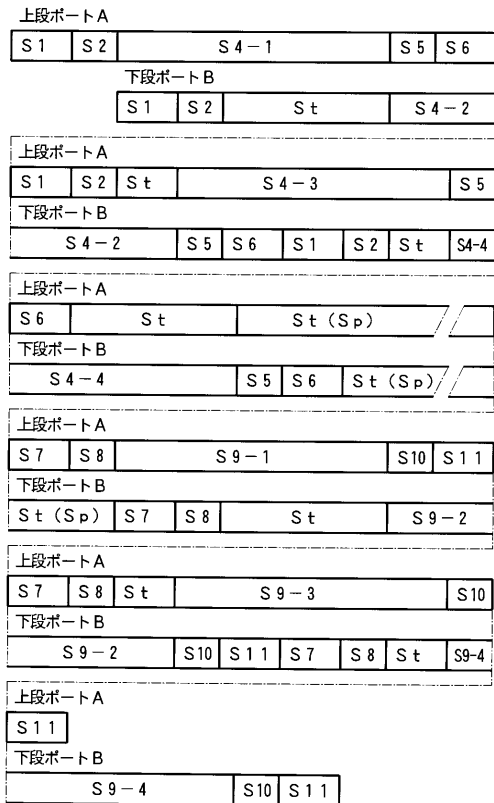 上段ポートA
S1 S2 S4-1 S5 S6
下段ポートB
S1 S2 St S4-2
上段ポートA
S1 S2 St S4-3 S5
下段ポートB
S4-2 S5 S6 S1 S2 St S4-4
上段ポートA
S6 St St(Sp)
下段ポートB
S4-4 S5 S6 St(Sp)
上段ポートA
S7 S8 S9-1 S10 S11
下段ポートB
St(Sp) S7 S8 St S9-2
上段ポートA
S7 S8 St S9-3 S10
下段ポートB
S9-2 S10 S11 S7 S8 St S9-4
上段ポートA
S11
下段ポートB
S9-4 S10 S11